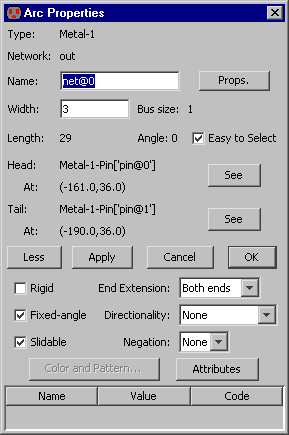 Arc Properties
Type: Metal-1
Network: out
Name: net@0 Props.
Width: 3 Bus size: 1
Length: 29 Angle: 0 Easy to Select
Head: Metal-1-Pin['pin@0'] See
At: (-161.0,36.0)
Tail: Metal-1-Pin['pin@1'] See
At: (-190.0,36.0)
Less Apply Cancel OK
Rigid End Extension: Both ends
Fixed-angle Directionality: None
Slidable Negation: None
Color and Pattern... Attributes
Name Value Code